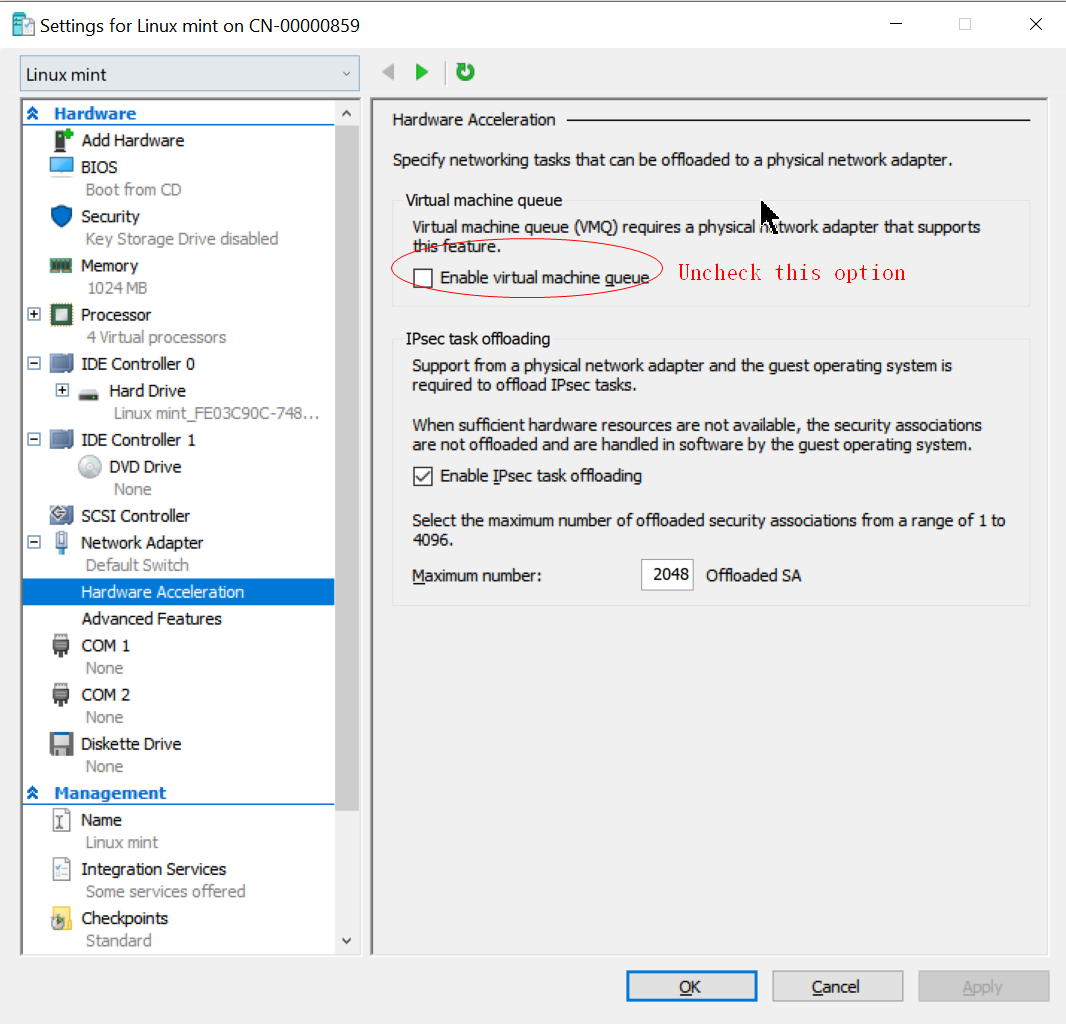 Settings for Linux mint on CN-00000859
Linux mint
Hardware
Add Hardware
BIOS
Boot from CD
Security
Key Storage Drive disabled
Memory
1024 MB
Processor
4 Virtual processors
IDE Controller 0
Hard Drive
Linux mint_FE03C90C-748...
IDE Controller 1
DVD Drive
None
SCSI Controller
Network Adapter
Default Switch
Hardware Acceleration
Advanced Features
COM 1
None
COM 2
None
Diskette Drive
None
Management
Name
Linux mint
Integration Services
Some services offered
Checkpoints
Standard
Hardware Acceleration
Specify networking tasks that can be offloaded to a physical network adapter.
Virtual machine queue
Virtual machine queue (VMQ) requires a physical network adapter that supports
this feature.
Enable virtual machine queue
Uncheck this option
IPsec task offloading
Support from a physical network adapter and the guest operating system is
required to offload IPsec tasks.
When sufficient hardware resources are not available, the security associations
are not offloaded and are handled in software by the guest operating system.
Enable IPsec task offloading
Select the maximum number of offloaded security associations from a range of 1 to
4096.
Maximum number: 2048 Offloaded SA
OK Cancel Apply